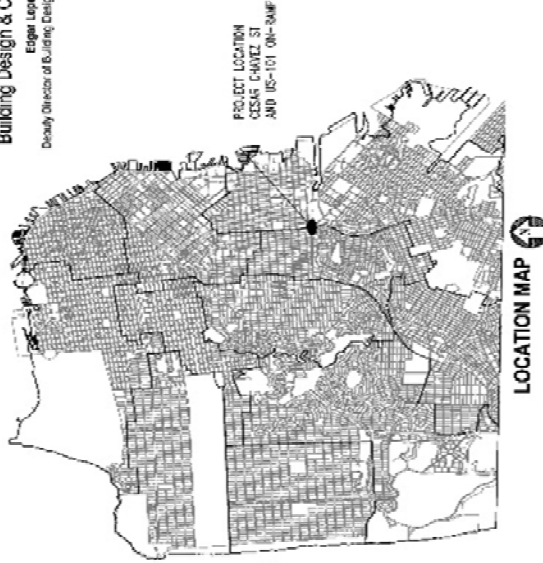 Building Design & C
Edgar Lope
Deputy Director of Building Desig
PROJECT LOCATION
CESAR CHAVEZ ST
AND US-101 ON-RAMP
LOCATION MAP